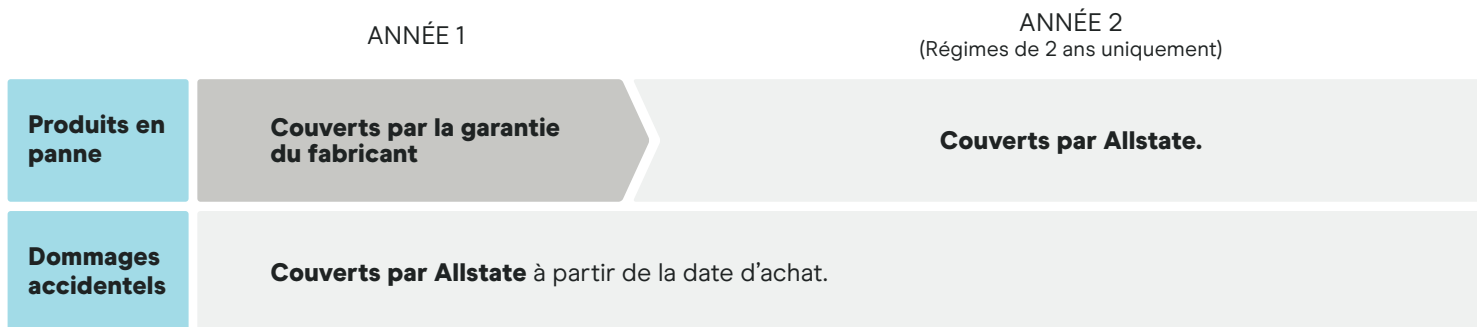 ANNÉE 1
ANNÉE 2
(Régimes de 2 ans uniquement)
Produits en
panne
Couverts par la garantie
du fabricant
Couverts par Allstate.
Dommages
accidentels
Couverts par Allstate à partir de la date d’achat.